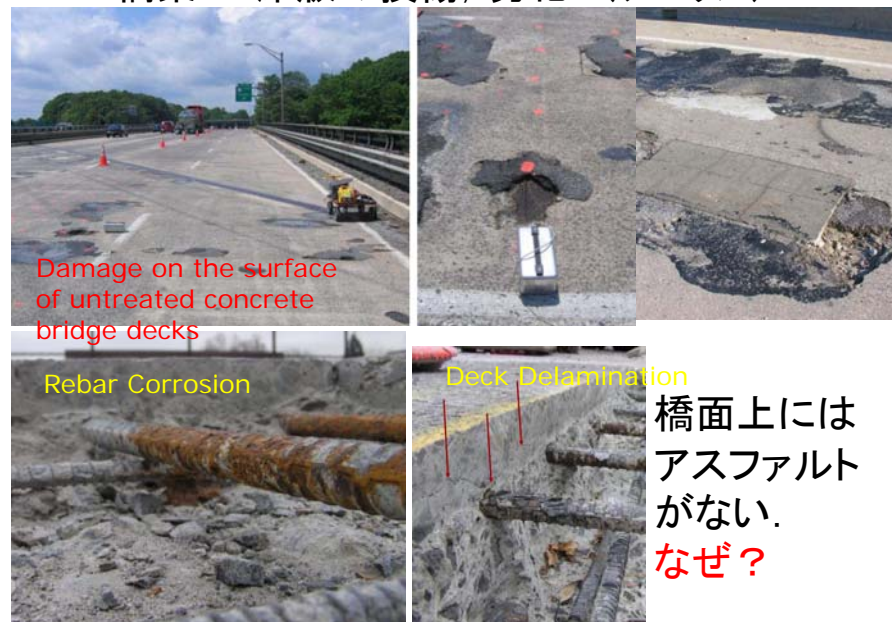 Damage on the surface
of untreated concrete
bridge decks
Rebar Corrosion
Deck Delamination
橋面上には
アスファルト
がない.
なぜ？